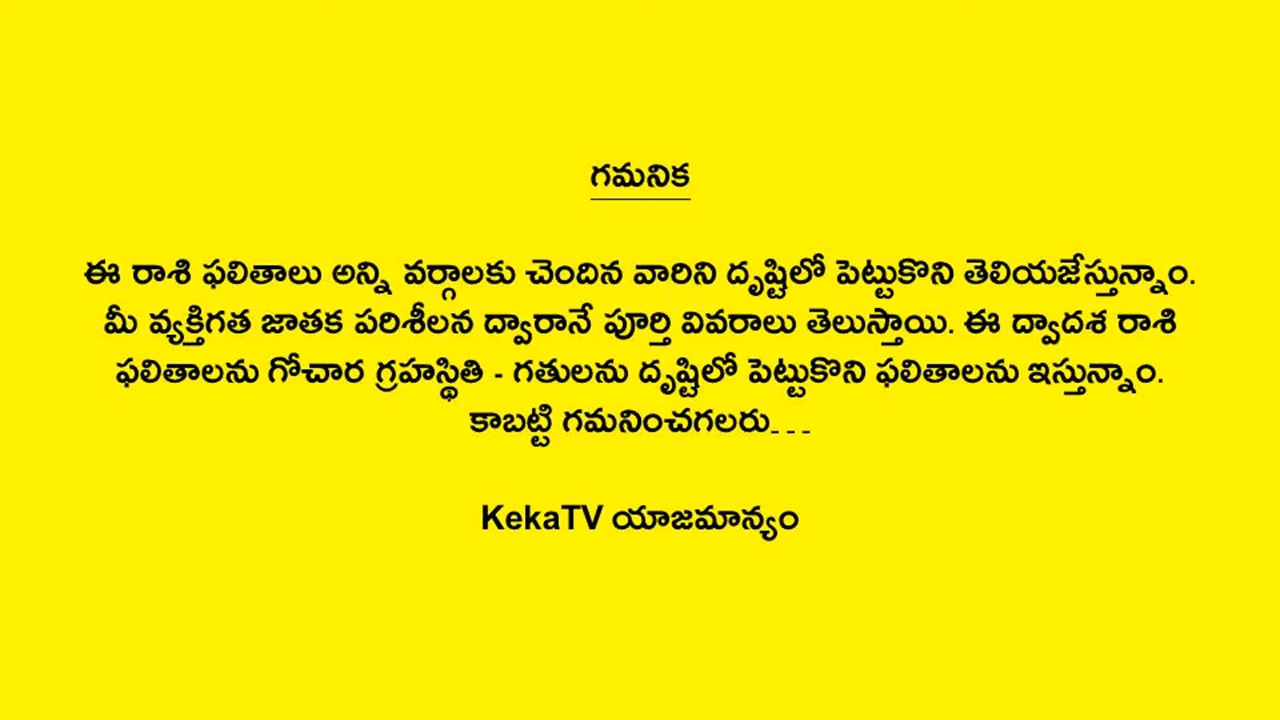 గమనిక
ఈ రాశి ఫలితాలు అన్ని వర్గాలకు చెందిన వారిని దృష్టిలో పెట్టుకొని తెలియజేస్తున్నాం.
మీ వ్యక్తిగత జాతక పరిశీలన ద్వారానే పూర్తి వివరాలు తెలుస్తాయి. ఈ ద్వాదశ రాశి
ఫలితాలను గోచార గ్రహస్థితి - గతులను దృష్టిలో పెట్టుకొని ఫలితాలను ఇస్తున్నాం.
కాబట్టి గమనించగలరు---
KekaTV యాజమాన్యం